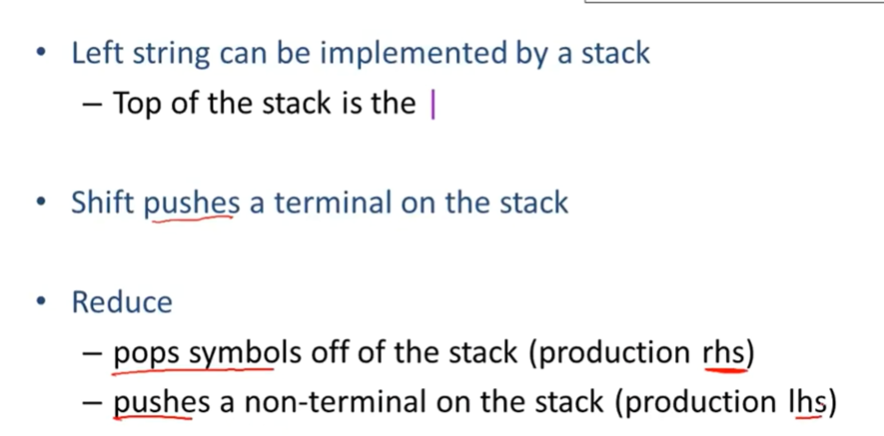 • Left string can be implemented by a stack
– Top of the stack is the |
• Shift pushes a terminal on the stack
• Reduce
– pops symbols off of the stack (production rhs)
– pushes a non-terminal on the stack (production lhs)